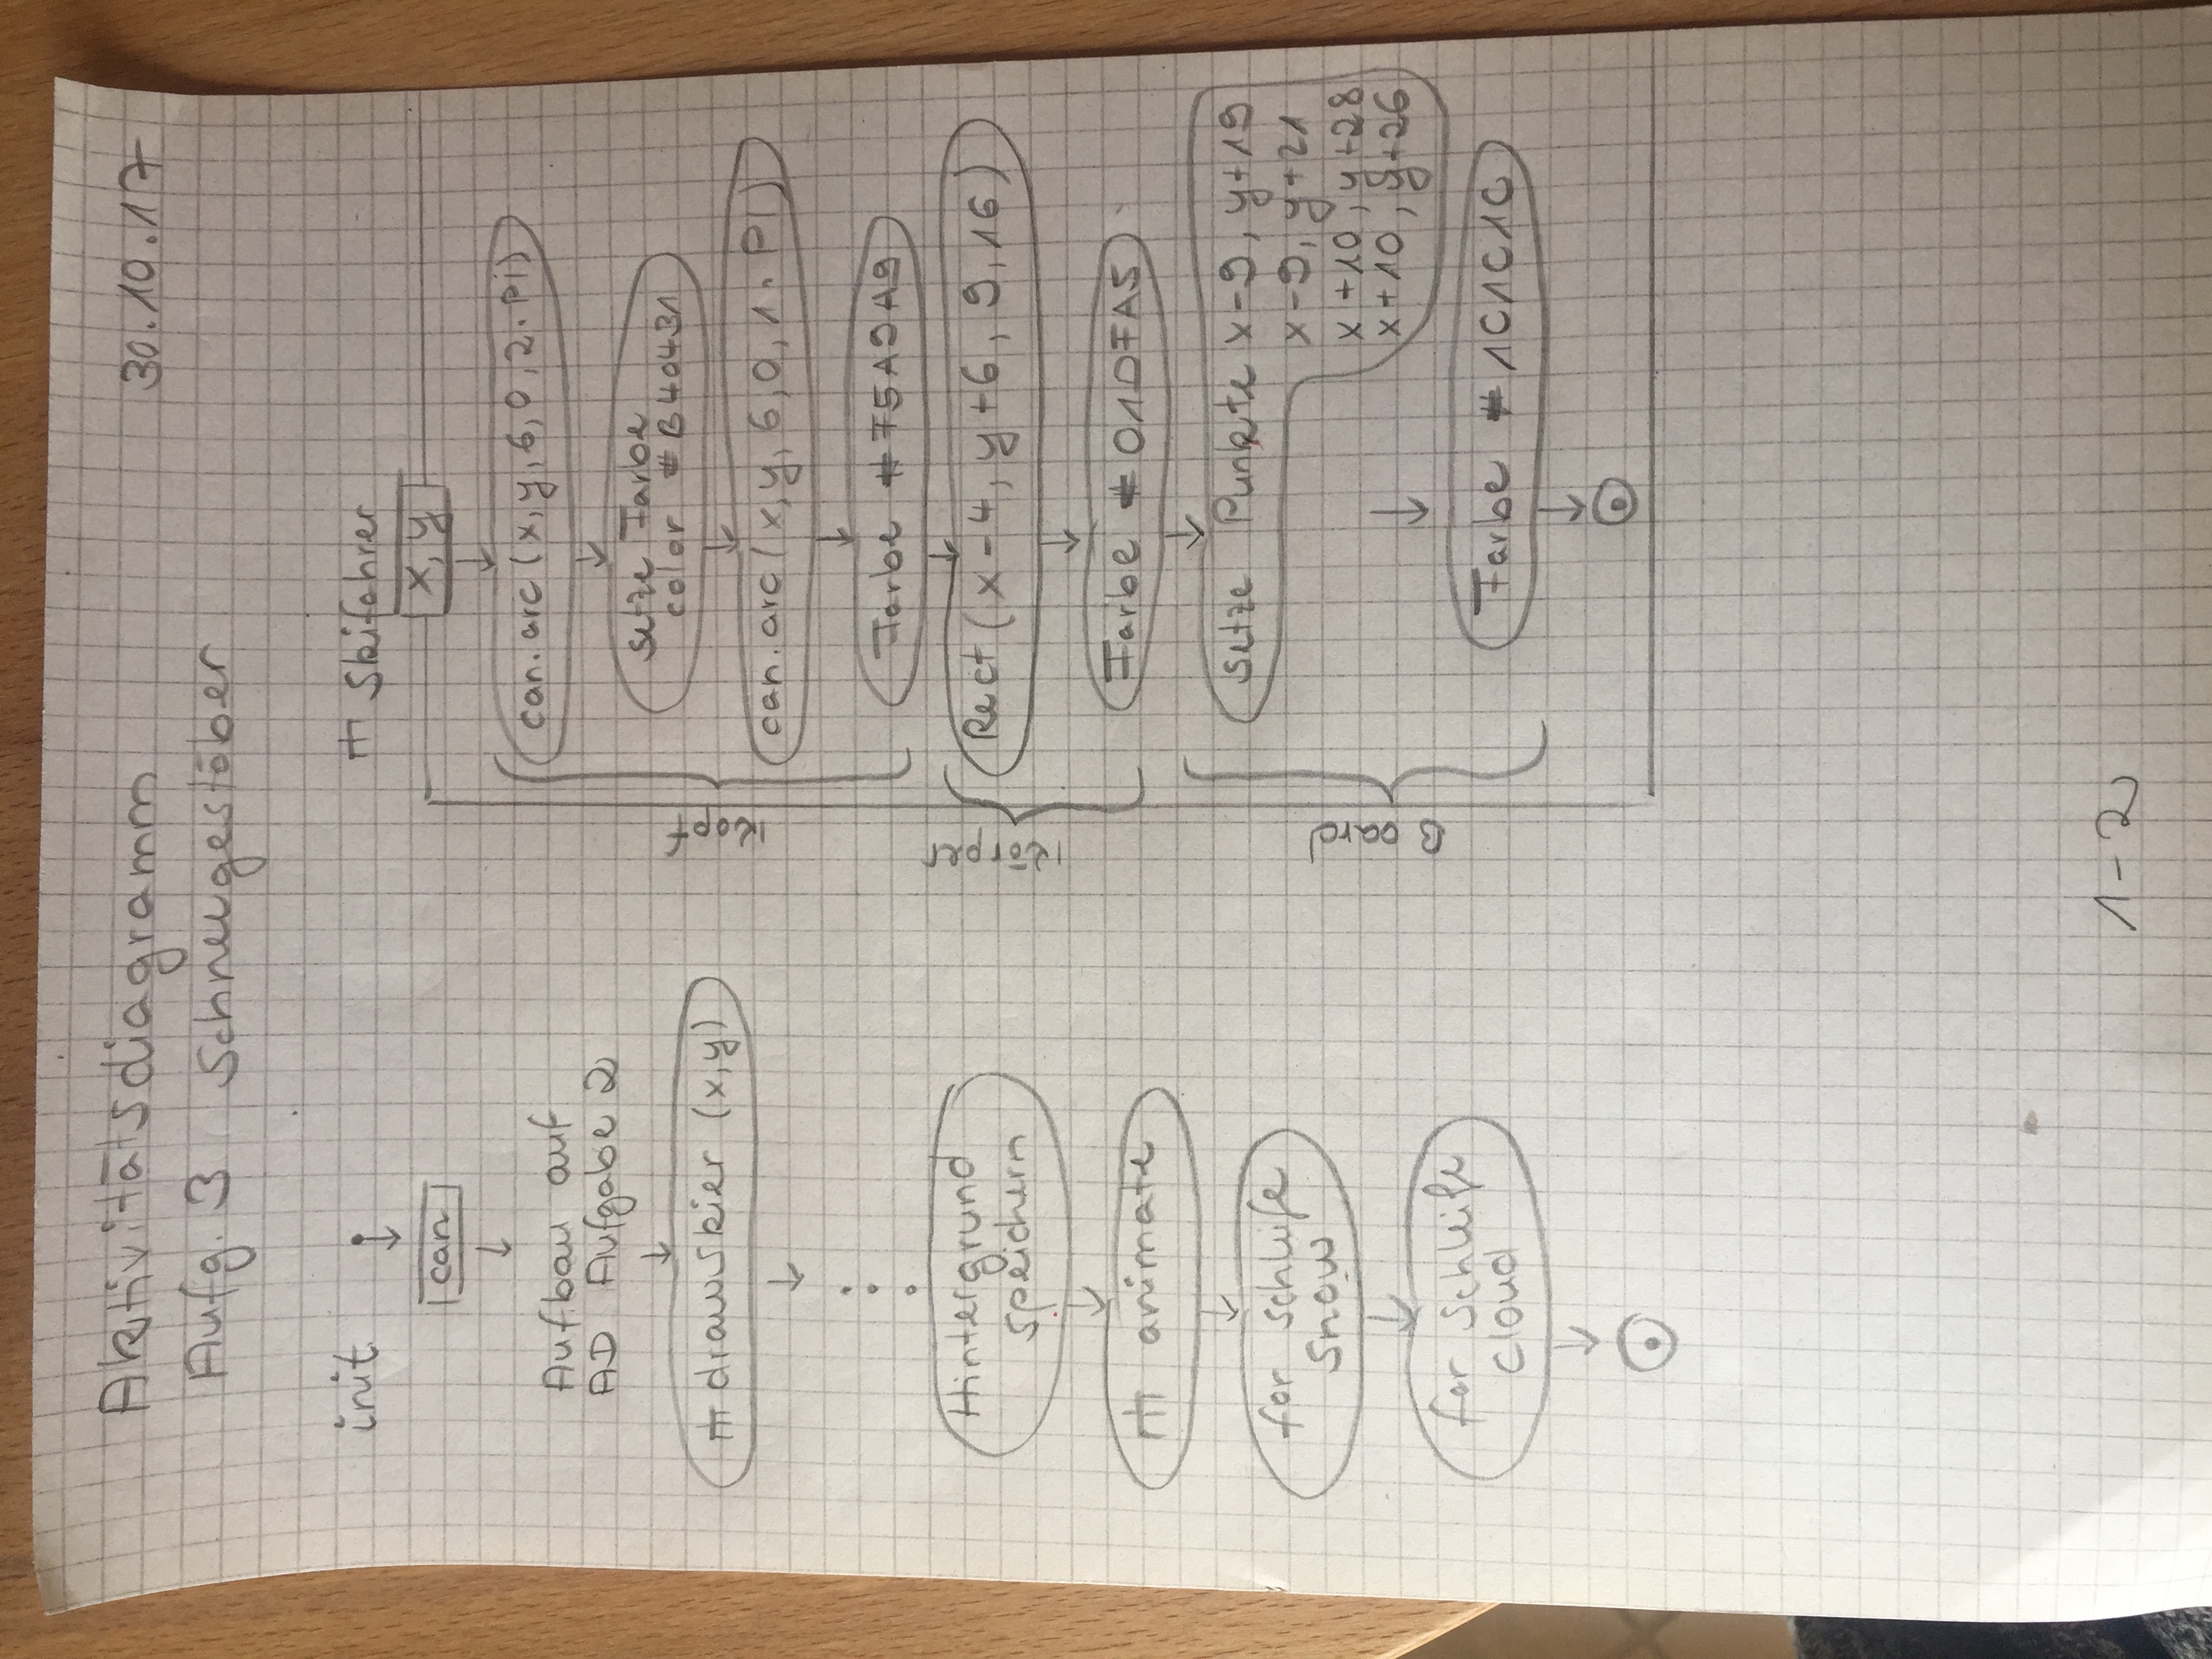 Aktivitätsdiagramm
30.10.17
Aufg. 3 Schneegestöber
init
can
Aufbau auf
AD Aufgabe 2
drawSkier (x,y)
Hintergrund
speichern
animate
for schleife
Snow
for Schleife
cloud
Skifahrer
x, y
Kopf
can.arc (x, y, 6, 0, 2 · Pi)
setze Farbe
color #B40431
can.arc (x, y, 6, 0, 1 · PI)
Farbe #F5A9A9
Körper
Rect (x-4, y+6, 9, 16)
Farbe #01DFA5
Board
setze Punkte x-9, y+19
x-9, y+21
x+10, y+28
x+10, y+26
Farbe #1C1C1C
1-2